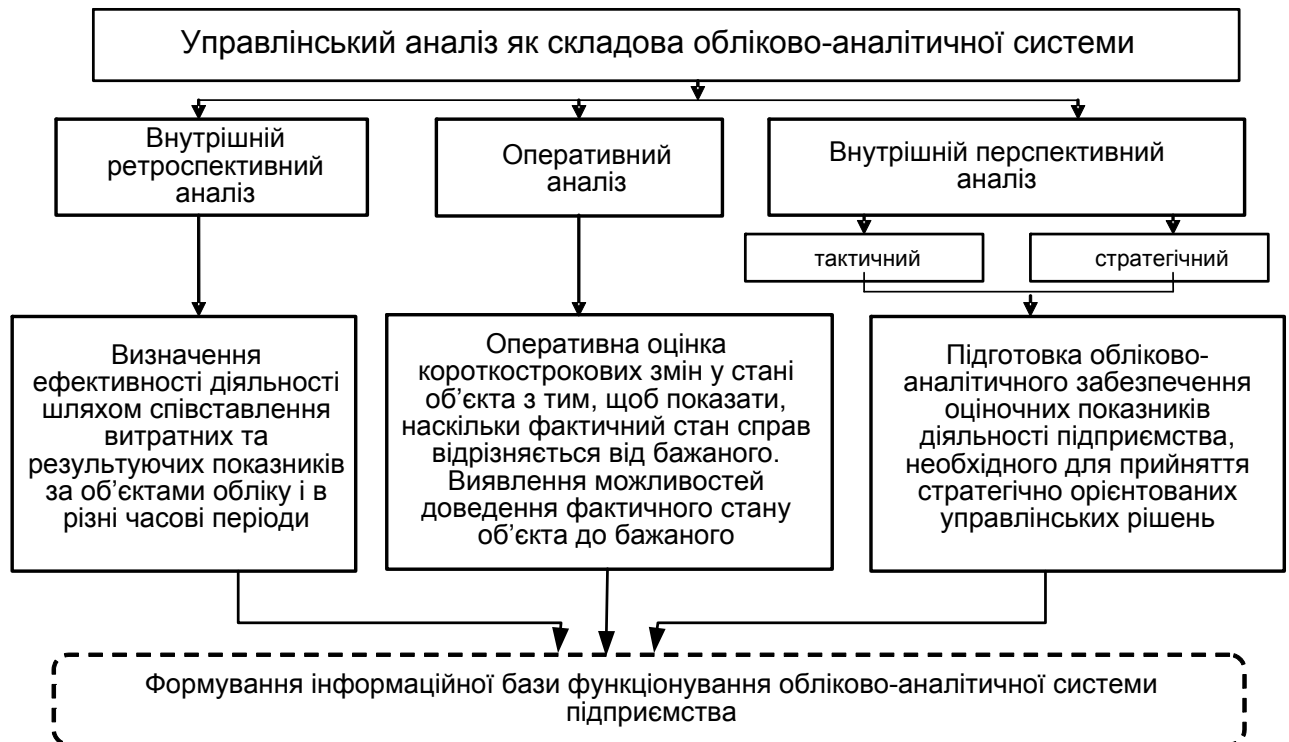 Управлінський аналіз як складова обліково-аналітичної системи
Внутрішній
ретроспективний
аналіз
Оперативний
аналіз
Внутрішній перспективний
аналіз
тактичний
стратегічний
Визначення
ефективності діяльності
шляхом співставлення
витратних та
результуючих показників
за об’єктами обліку і в
різні часові періоди
Оперативна оцінка
короткострокових змін у стані
об’єкта з тим, щоб показати,
наскільки фактичний стан справ
відрізняється від бажаного.
Виявлення можливостей
доведення фактичного стану
об’єкта до бажаного
Підготовка обліково-
аналітичного забезпечення
оціночних показників
діяльності підприємства,
необхідного для прийняття
стратегічно орієнтованих
управлінських рішень
Формування інформаційної бази функціонування обліково-аналітичної системи
підприємства